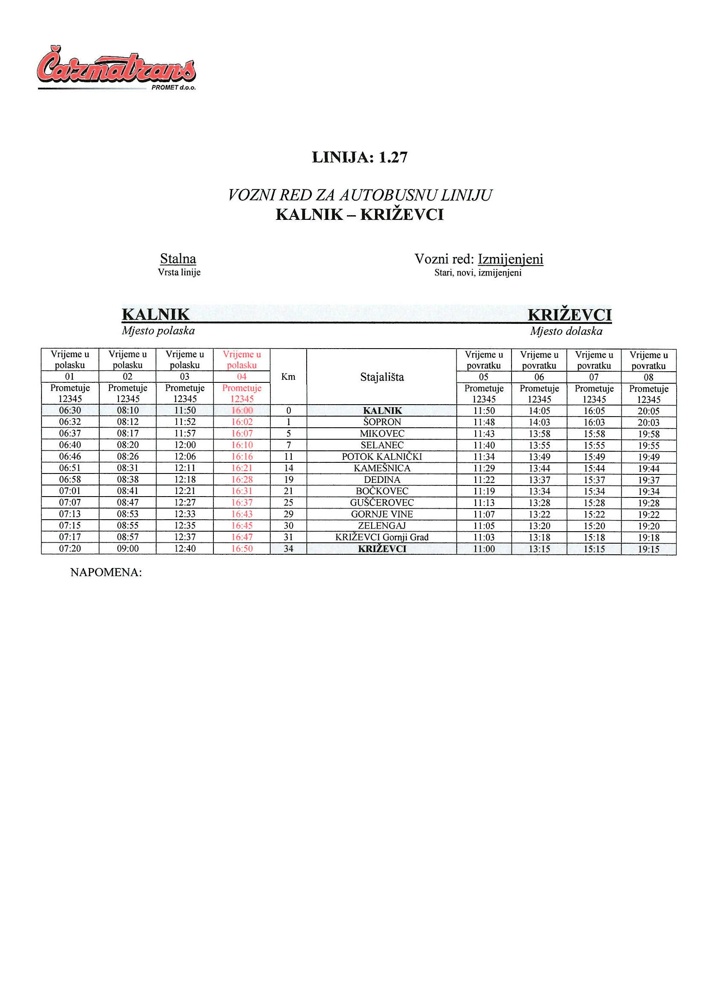 Čazmatrans
PROMET d.o.o.
LINIJA: 1.27
VOZNI RED ZA AUTOBUSNU LINIJU
KALNIK – KRIŽEVCI
Stalna Vozni red: Izmijenjeni
Vrsta linije Stari, novi, izmijenjeni
KALNIK KRIŽEVCI
Mjesto polaska Mjesto dolaska
Vrijeme u Vrijeme u Vrijeme u Vrijeme u Vrijeme u Vrijeme u Vrijeme u Vrijeme u
polasku polasku polasku polasku povratku povratku povratku povratku
01 02 03 04 Km Stajališta 05 06 07 08
Prometuje Prometuje Prometuje Prometuje Prometuje Prometuje Prometuje Prometuje
12345 12345 12345 12345 12345 12345 12345 12345
06:30 08:10 11:50 16:00 0 KALNIK 11:50 14:05 16:05 20:05
06:32 08:12 11:52 16:02 1 ŠOPRON 11:48 14:03 16:03 20:03
06:37 08:17 11:57 16:07 5 MIKOVEC 11:43 13:58 15:58 19:58
06:40 08:20 12:00 16:10 7 SELANEC 11:40 13:55 15:55 19:55
06:46 08:26 12:06 16:16 11 POTOK KALNIČKI 11:34 13:49 15:49 19:49
06:51 08:31 12:11 16:21 14 KAMEŠNICA 11:29 13:44 15:44 19:44
06:58 08:38 12:18 16:28 19 DEDINA 11:22 13:37 15:37 19:37
07:01 08:41 12:21 16:31 21 BOČKOVEC 11:19 13:34 15:34 19:34
07:07 08:47 12:27 16:37 25 GUŠČEROVEC 11:13 13:28 15:28 19:28
07:13 08:53 12:33 16:43 29 GORNJE VINE 11:07 13:22 15:22 19:22
07:15 08:55 12:35 16:45 30 ZELENGAJ 11:05 13:20 15:20 19:20
07:17 08:57 12:37 16:47 31 KRIŽEVCI Gornji Grad 11:03 13:18 15:18 19:18
07:20 09:00 12:40 16:50 34 KRIŽEVCI 11:00 13:15 15:15 19:15
NAPOMENA: